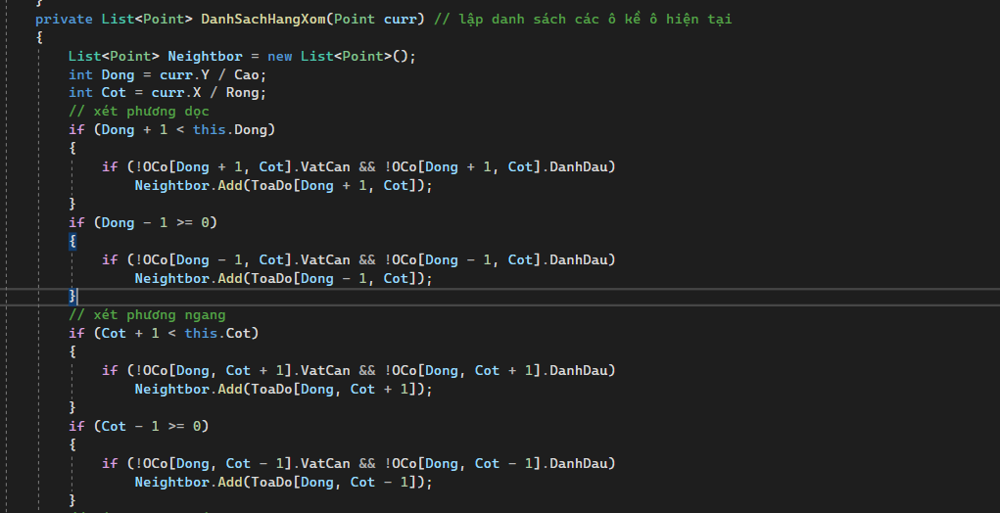 }
private List<Point> DanhSachHangXom(Point curr) // lập danh sách các ô kề ô hiện tại
{
List<Point> Neightbor = new List<Point>();
int Dong = curr.Y / Cao;
int Cot = curr.X / Rong;
// xét phương dọc
if (Dong + 1 < this.Dong)
{
if (!OCo[Dong + 1, Cot].VatCan && !OCo[Dong + 1, Cot].DanhDau)
Neightbor.Add(ToaDo[Dong + 1, Cot]);
}
if (Dong - 1 >= 0)
{
if (!OCo[Dong - 1, Cot].VatCan && !OCo[Dong - 1, Cot].DanhDau)
Neightbor.Add(ToaDo[Dong - 1, Cot]);
}
// xét phương ngang
if (Cot + 1 < this.Cot)
{
if (!OCo[Dong, Cot + 1].VatCan && !OCo[Dong, Cot + 1].DanhDau)
Neightbor.Add(ToaDo[Dong, Cot + 1]);
}
if (Cot - 1 >= 0)
{
if (!OCo[Dong, Cot - 1].VatCan && !OCo[Dong, Cot - 1].DanhDau)
Neightbor.Add(ToaDo[Dong, Cot - 1]);
}